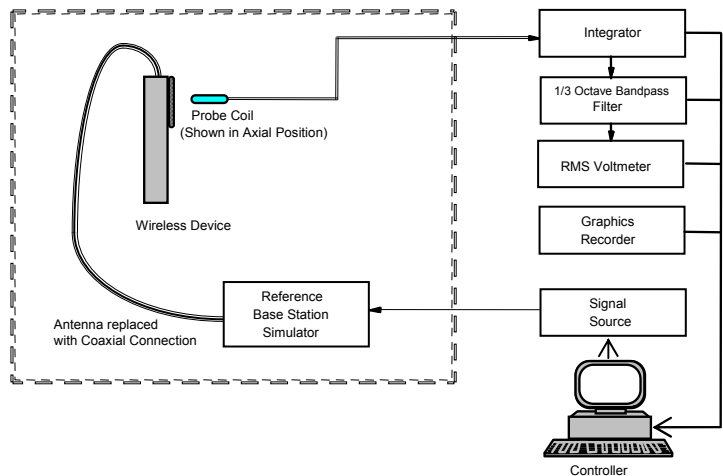 Integrator
1/3 Octave Bandpass
Filter
RMS Voltmeter
Graphics
Recorder
Signal
Source
Controller
Probe Coil
(Shown in Axial Position)
Wireless Device
Reference
Base Station
Simulator
Antenna replaced
with Coaxial Connection